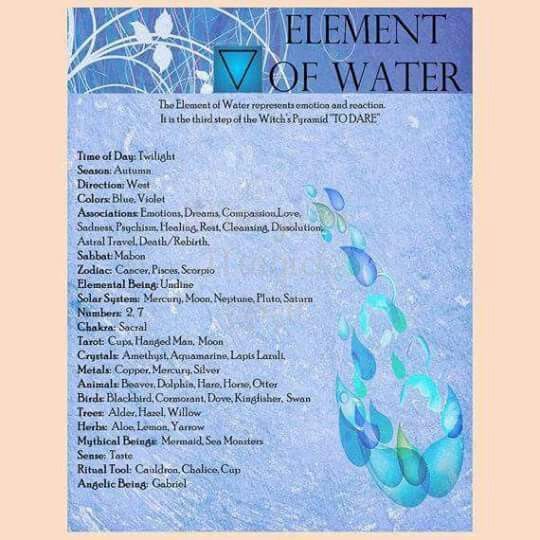 ELEMENT
OF WATER
The Element of Water represents emotion and reaction.
It is the third step of the Witch's Pyramid "TO DARE"
Time of Day: Twilight
Season: Autumn
Direction: West
Colors: Blue, Violet
Associations: Emotions, Dreams, Compassion,Love,
Sadness, Psychism, Healing, Rest, Cleansing, Dissolution,
Astral Travel, Death/Rebirth.
Sabbat: Mabon
Zodiac: Cancer, Pisces, Scorpio
Elemental Being: Undine
Solar System: Mercury, Moon, Neptune, Pluto, Saturn
Numbers: 2, 7
Chakra: Sacral
Tarot: Cups, Hanged Man, Moon
Crystals: Amethyst, Aquamarine, Lapis Lazuli,
Metals: Copper, Mercury, Silver
Animals: Beaver, Dolphin, Hare, Horse, Otter
Birds: Blackbird, Cormorant, Dove, Kingfisher, Swan
Trees: Alder, Hazel, Willow
Herbs: Aloe, Lemon, Yarrow
Mythical Beings: Mermaid, Sea Monsters
Sense: Taste
Ritual Tool: Cauldron, Chalice, Cup
Angelic Being: Gabriel